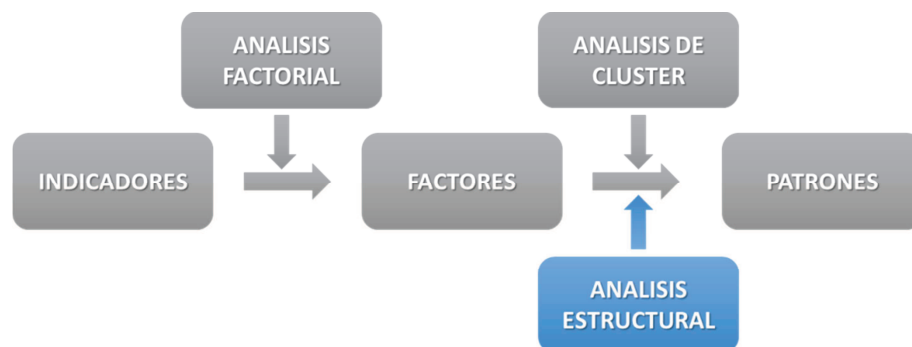 ANALISIS
FACTORIAL
ANALISIS DE
CLUSTER
INDICADORES
FACTORES
PATRONES
ANALISIS
ESTRUCTURAL